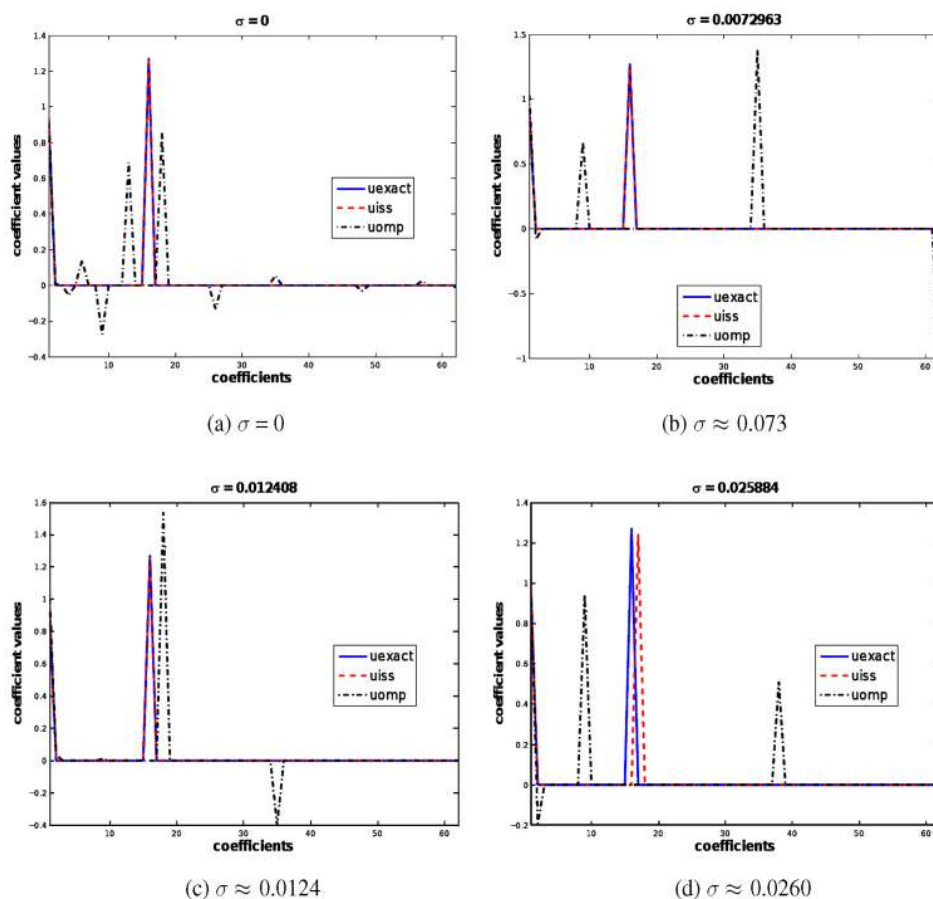 σ = 0
coefficient values
1.4
1.2
1
0.8
0.6
0.4
0.2
0
−0.2
−0.4
10 20 30 40 50 60
coefficients
uexact
uiss
uomp
(a) σ = 0
σ = 0.0072963
coefficient values
1.5
1
0.5
0
−0.5
−1
10 20 30 40 50 60
coefficients
uexact
uiss
uomp
(b) σ ≈ 0.073
σ = 0.012408
coefficient values
1.6
1.4
1.2
1
0.8
0.6
0.4
0.2
0
−0.2
−0.4
10 20 30 40 50 60
coefficients
uexact
uiss
uomp
(c) σ ≈ 0.0124
σ = 0.025884
coefficient values
1.4
1.2
1
0.8
0.6
0.4
0.2
0
−0.2
10 20 30 40 50 60
coefficients
uexact
uiss
uomp
(d) σ ≈ 0.0260